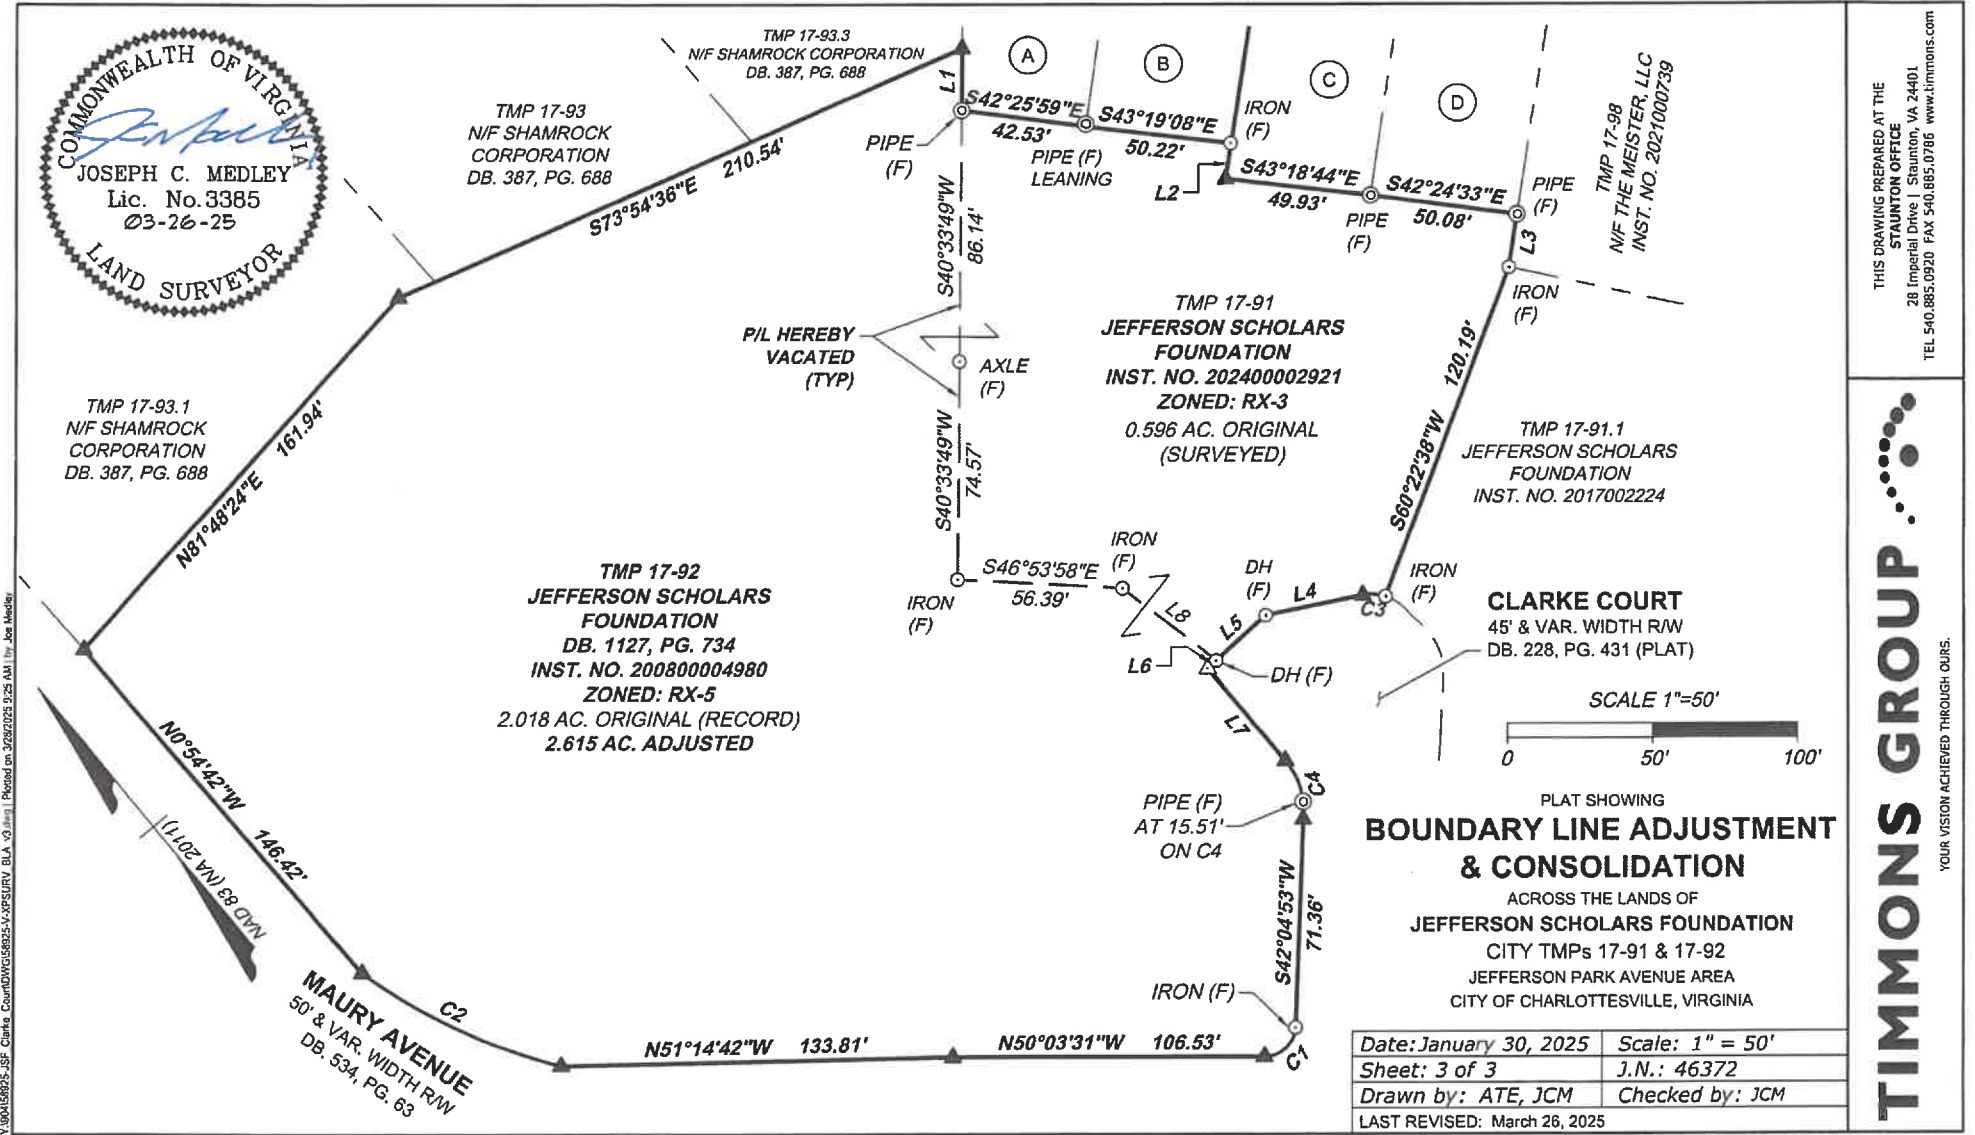 COMMONWEALTH OF VIRGINIA
JOSEPH C. MEDLEY
Lic. No. 3385
03-26-25
LAND SURVEYOR
TMP 17-93.3
N/F SHAMROCK CORPORATION
DB. 387, PG. 688
TMP 17-93
N/F SHAMROCK
CORPORATION
DB. 387, PG. 688
S73°54'36"E 210.54'
L1
A
B
C
D
S42°25'59"E
42.53'
S43°19'08"E
50.22'
IRON
(F)
PIPE
(F)
PIPE (F)
LEANING
L2
S43°18'44"E
49.93'
S42°24'33"E
50.08'
PIPE
(F)
PIPE
(F)
L3
IRON
(F)
TMP 17-98
N/F THE MEISTER, LLC
INST. NO. 2021000739
S40°33'49"W
86.14'
P/L HEREBY
VACATED
(TYP)
AXLE
(F)
S40°33'49"W
74.57'
TMP 17-91
JEFFERSON SCHOLARS
FOUNDATION
INST. NO. 202400002921
ZONED: RX-3
0.596 AC. ORIGINAL
(SURVEYED)
S60°22'38"W 120.19'
TMP 17-91.1
JEFFERSON SCHOLARS
FOUNDATION
INST. NO. 2017002224
TMP 17-93.1
N/F SHAMROCK
CORPORATION
DB. 387, PG. 688
N81°48'24"E 161.94'
TMP 17-92
JEFFERSON SCHOLARS
FOUNDATION
DB. 1127, PG. 734
INST. NO. 200800004980
ZONED: RX-5
2.018 AC. ORIGINAL (RECORD)
2.615 AC. ADJUSTED
IRON
(F)
S46°53'58"E
56.39'
IRON
(F)
L8
DH
(F)
L4
C3
IRON
(F)
L5
L6
DH (F)
L7
CLARKE COURT
45' & VAR. WIDTH R/W
DB. 228, PG. 431 (PLAT)
SCALE 1"=50'
0 50' 100'
C4
PIPE (F)
AT 15.51'
ON C4
S42°04'53"W
71.36'
IRON (F)
C1
N50°03'31"W 106.53'
N51°14'42"W 133.81'
C2
N0°54'42"W 146.42'
NAD 83 (NA 2011)
MAURY AVENUE
50' & VAR. WIDTH R/W
DB. 534, PG. 63
PLAT SHOWING
BOUNDARY LINE ADJUSTMENT
& CONSOLIDATION
ACROSS THE LANDS OF
JEFFERSON SCHOLARS FOUNDATION
CITY TMPs 17-91 & 17-92
JEFFERSON PARK AVENUE AREA
CITY OF CHARLOTTESVILLE, VIRGINIA
Date: January 30, 2025 Scale: 1" = 50'
Sheet: 3 of 3 J.N.: 46372
Drawn by: ATE, JCM Checked by: JCM
LAST REVISED: March 26, 2025
THIS DRAWING PREPARED AT THE
STAUNTON OFFICE
28 Imperial Drive | Staunton, VA 24401
TEL 540.885.0920 FAX 540.885.0786 www.timmons.com
TIMMONS GROUP
YOUR VISION ACHIEVED THROUGH OURS.
Plotted on 3/28/2025 9:25 AM | by Joe Medley